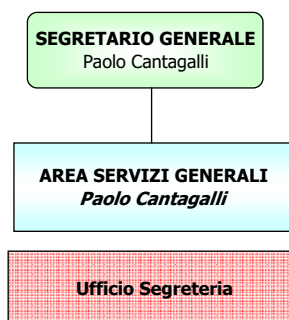 SEGRETARIO GENERALE
Paolo Cantagalli
AREA SERVIZI GENERALI
Paolo Cantagalli
Ufficio Segreteria